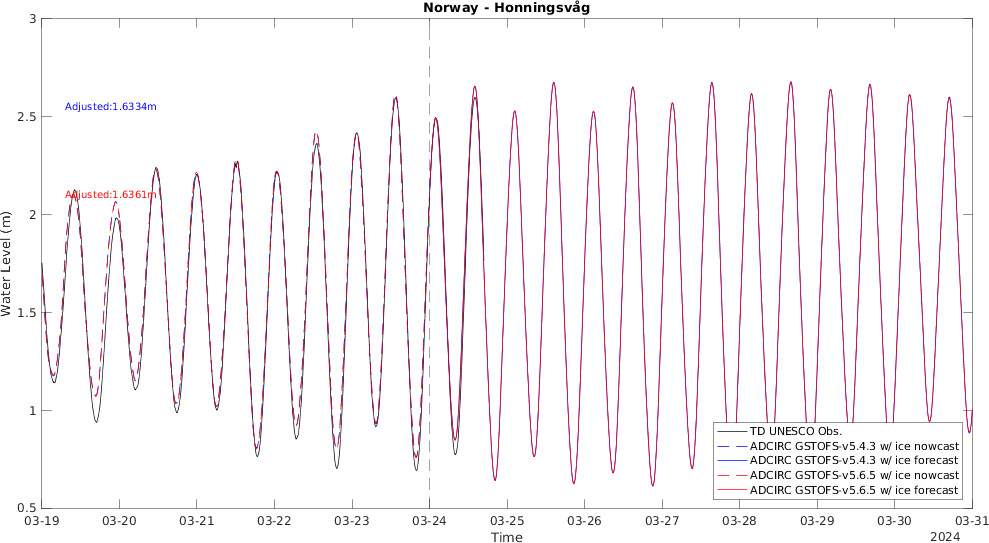 Norway - Honningsvåg
3
2.5
2
1.5
1
0.5
Water Level (m)
Adjusted:1.6334m
Adjusted:1.6361m
TD UNESCO Obs.
ADCIRC GSTOFS-v5.4.3 w/ ice nowcast
ADCIRC GSTOFS-v5.4.3 w/ ice forecast
ADCIRC GSTOFS-v5.6.5 w/ ice nowcast
ADCIRC GSTOFS-v5.6.5 w/ ice forecast
03-19 03-20 03-21 03-22 03-23 03-24 03-25 03-26 03-27 03-28 03-29 03-30 03-31
Time
2024